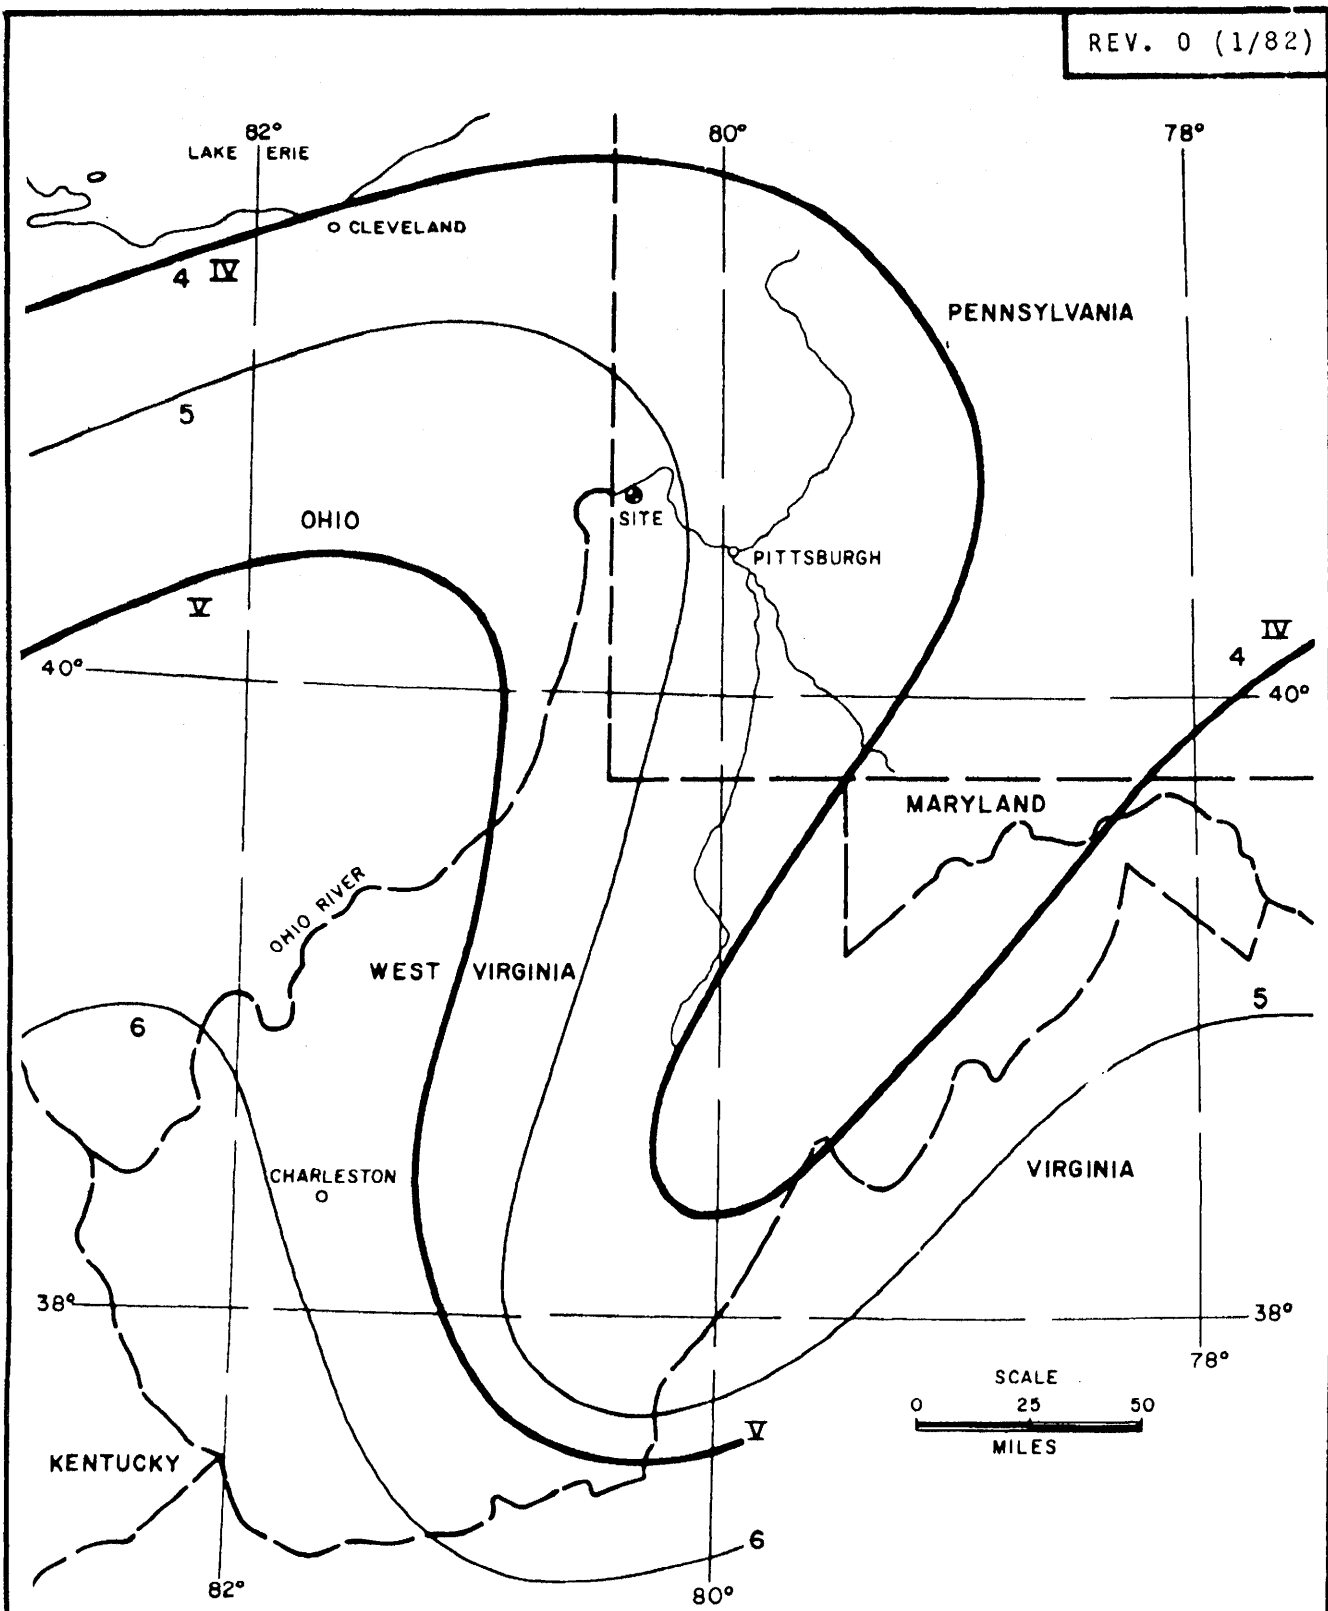 REV. 0 (1/82)
82° 80° 78°
LAKE ERIE
CLEVELAND
4 IV
PENNSYLVANIA
5
OHIO
SITE
PITTSBURGH
V
IV
4
40°
40°
MARYLAND
OHIO RIVER
WEST VIRGINIA
5
6
CHARLESTON
VIRGINIA
38°
38°
78°
SCALE
0 25 50
MILES
V
KENTUCKY
6
82°
80°